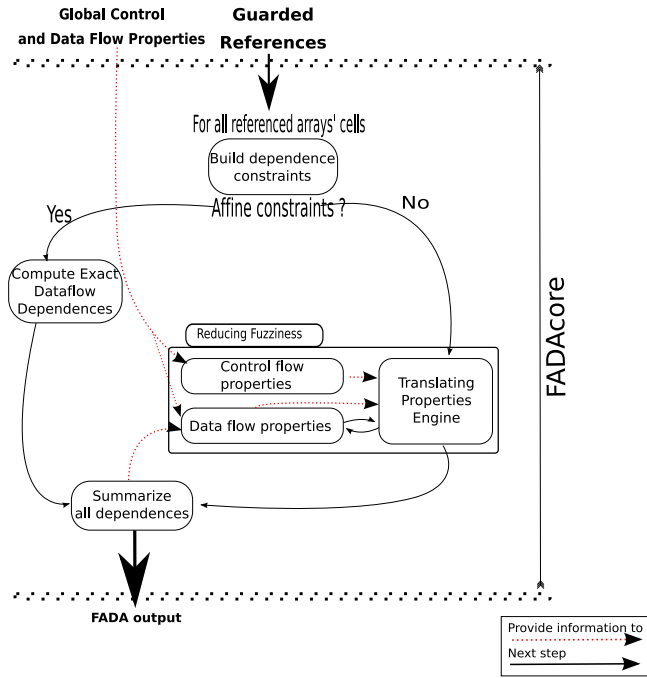 Global Control
and Data Flow Properties
Guarded
References
For all referenced arrays' cells
Build dependence
constraints
Affine constraints ?
Yes
No
Compute Exact
Dataflow
Dependences
Reducing Fuzziness
Control flow
properties
Data flow properties
Translating
Properties
Engine
Summarize
all dependences
FADAcore
FADA output
Provide information to
Next step